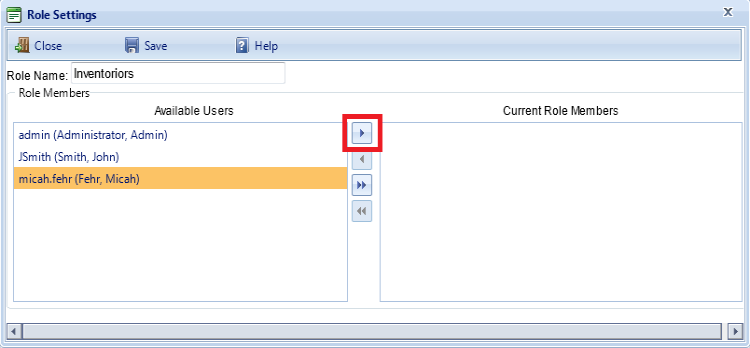 Role Settings
Close Save Help
Role Name: Inventoriors
Role Members
Available Users Current Role Members
admin (Administrator, Admin)
JSmith (Smith, John)
micah.fehr (Fehr, Micah)